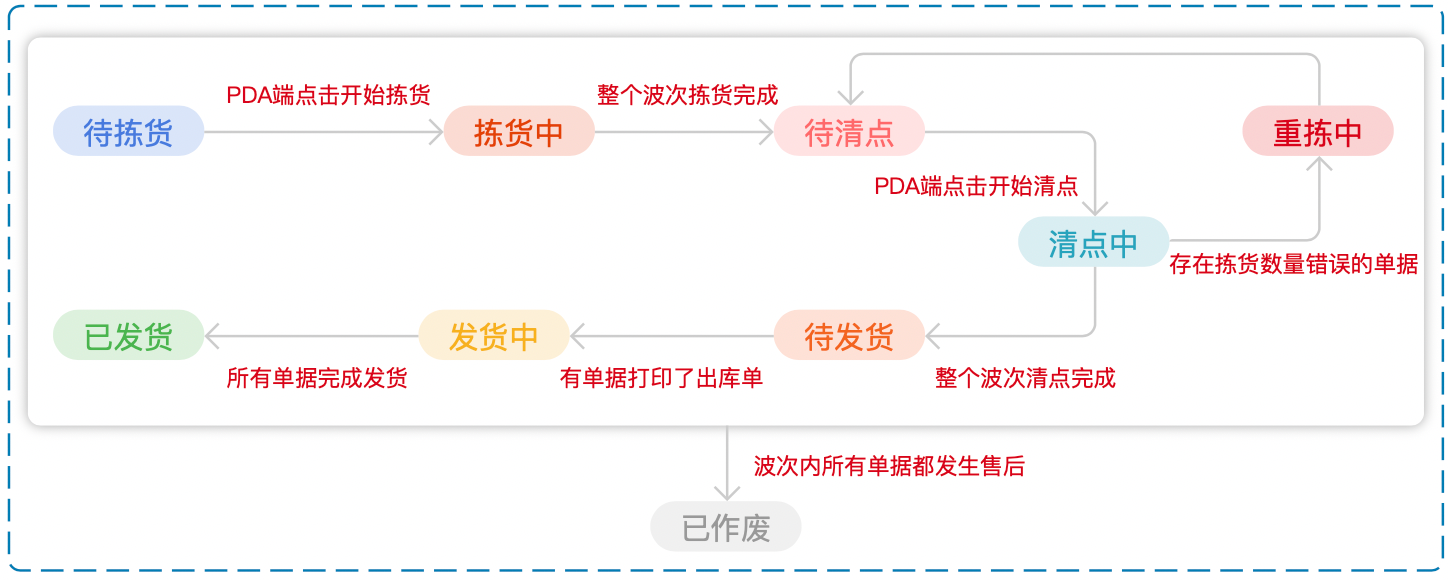 PDA端点击开始拣货
整个波次拣货完成
待拣货
拣货中
待清点
重拣中
PDA端点击开始清点
清点中
存在拣货数量错误的单据
已发货
发货中
待发货
所有单据完成发货
有单据打印了出库单
整个波次清点完成
波次内所有单据都发生售后
已作废